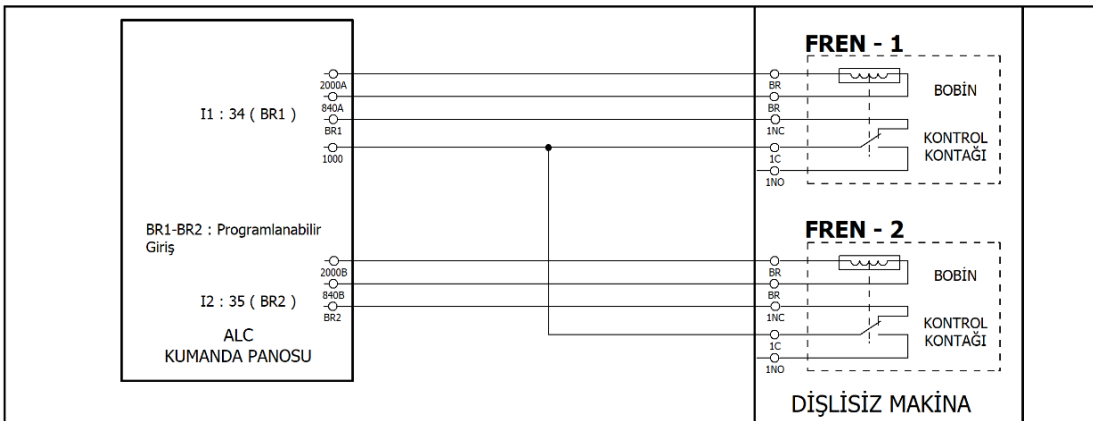 FREN - 1
2000A
BR
BOBİN
840A
BR
I1 : 34 ( BR1 )
BR1
1NC
KONTROL
KONTAĞI
1000
1C
1NO
BR1-BR2 : Programlanabilir
Giriş
FREN - 2
2000B
BR
BOBİN
840B
BR
I2 : 35 ( BR2 )
BR2
1NC
KONTROL
KONTAĞI
ALC
KUMANDA PANOSU
1C
1NO
DİŞLİSİZ MAKİNA